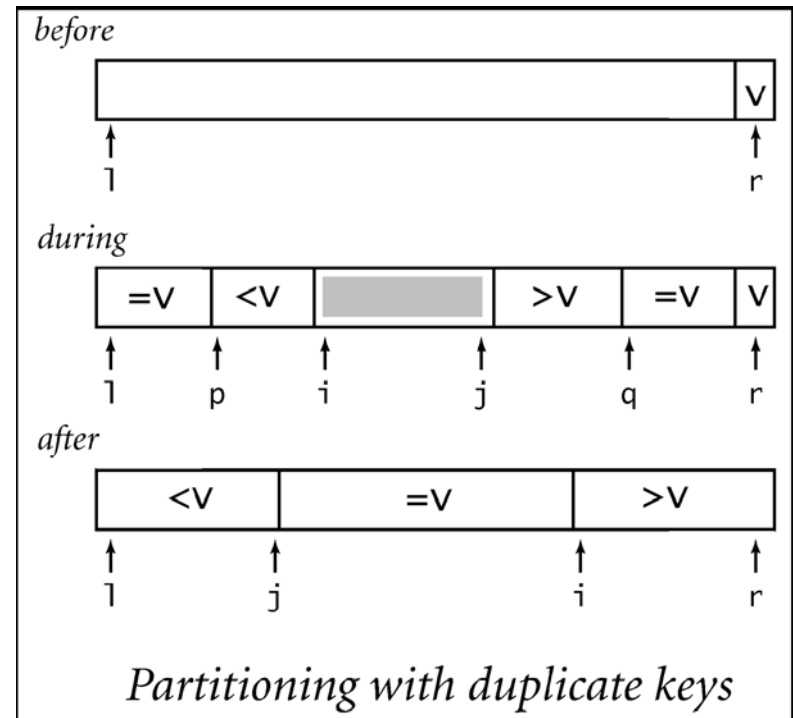 before
v
l r
during
=v <v >v =v v
l p i j q r
after
<v =v >v
l j i r
Partitioning with duplicate keys